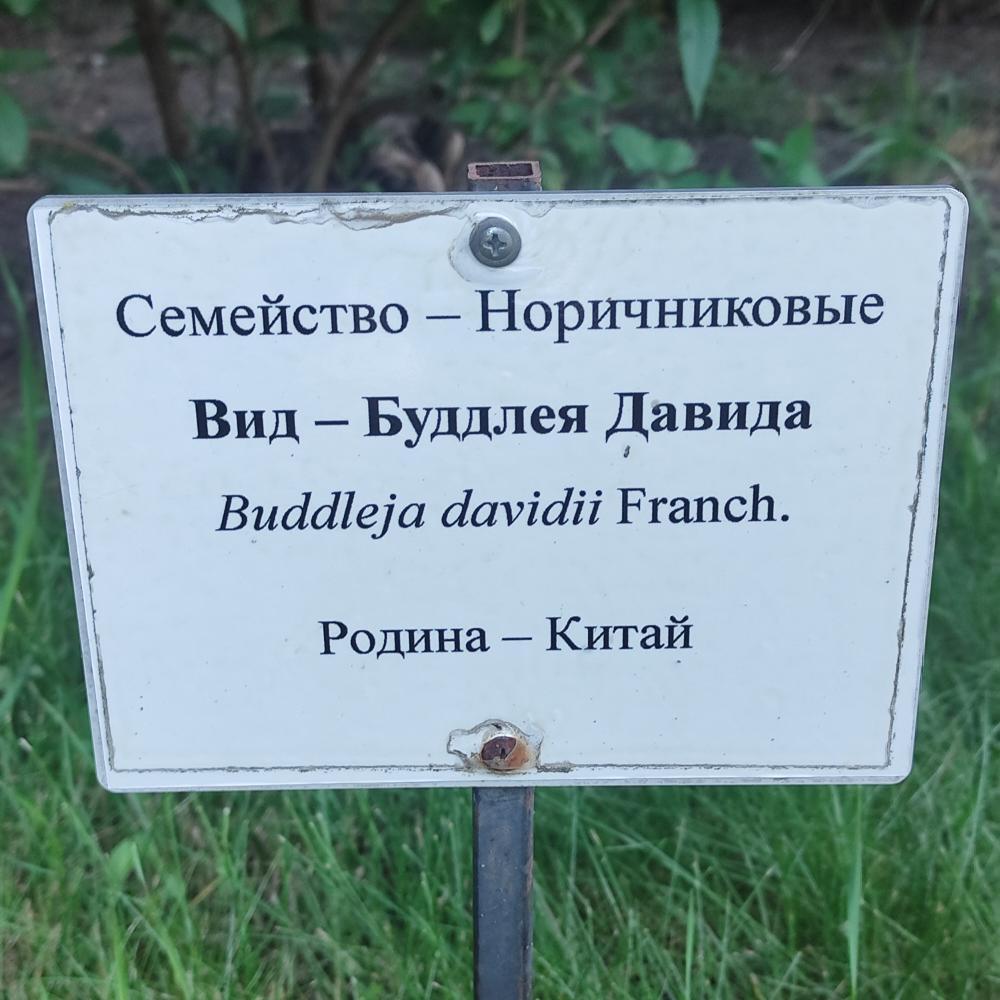 Семейство – Норичниковые
Вид – Буддлея Давида
Buddleja davidii Franch.
Родина – Китай